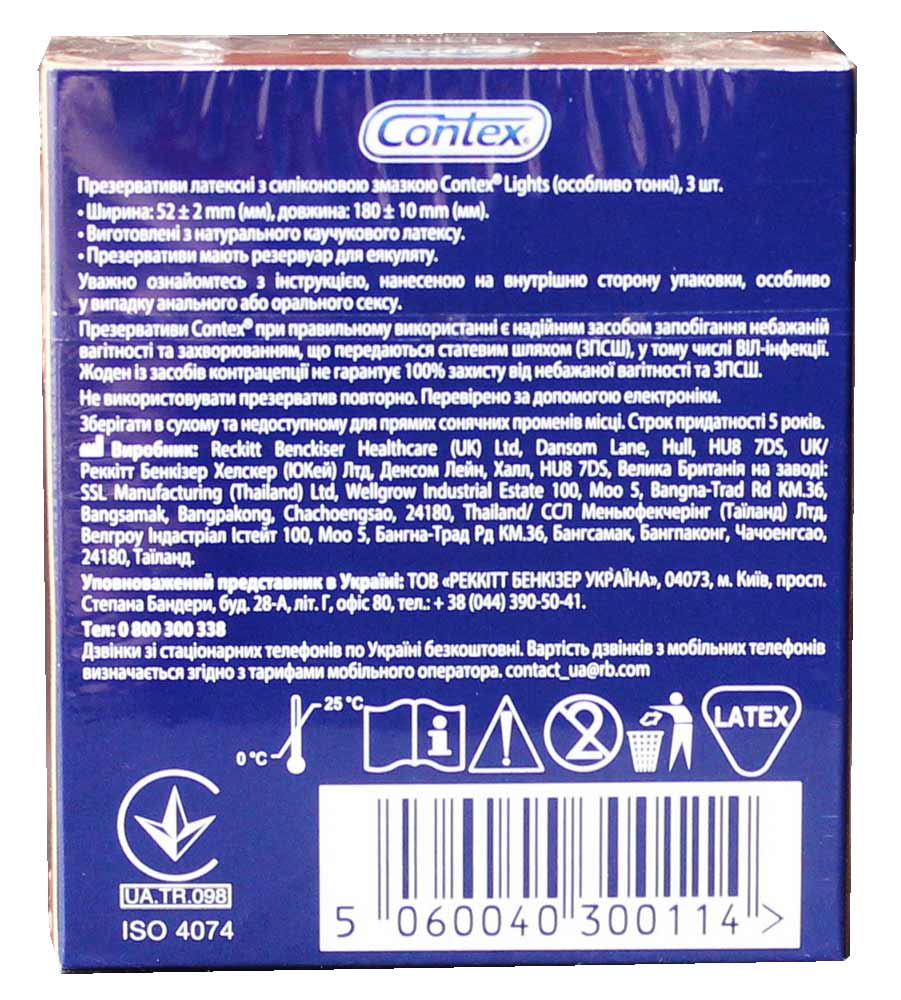 Contex®
Презервативи латексні з силіконовою змазкою Contex® Lights (особливо тонкі), 3 шт.
• Ширина: 52 ± 2 mm (мм), довжина: 180 ± 10 mm (мм).
• Виготовлені з натурального каучукового латексу.
• Презервативи мають резервуар для еякуляту.
Уважно ознайомтесь з інструкцією, нанесеною на внутрішню сторону упаковки, особливо
у випадку анального або орального сексу.
Презервативи Contex® при правильному використанні є надійним засобом запобігання небажаній
вагітності та захворюванням, що передаються статевим шляхом (ЗПСШ), у тому числі ВІЛ-інфекції.
Жоден із засобів контрацепції не гарантує 100% захисту від небажаної вагітності та ЗПСШ.
Не використовувати презерватив повторно. Перевірено за допомогою електроніки.
Зберігати в сухому та недоступному для прямих сонячних променів місці. Строк придатності 5 років.
Виробник: Reckitt Benckiser Healthcare (UK) Ltd, Dansom Lane, Hull, HU8 7DS, UK/
Реккітт Бенкізер Хелскер (ЮКей) Лтд, Денсом Лейн, Халл, HU8 7DS, Велика Британія на заводі:
SSL Manufacturing (Thailand) Ltd, Wellgrow Industrial Estate 100, Moo 5, Bangna-Trad Rd KM.36,
Bangsamak, Bangpakong, Chachoengsao, 24180, Thailand/ ССЛ Меньюфекчерінг (Таїланд) Лтд,
Велгроу Індастріал Істейт 100, Моо 5, Бангна-Трад Рд КМ.36, Бангсамак, Бангпаконг, Чачоенгсао,
24180, Таїланд.
Уповноважений представник в Україні: ТОВ «РЕККІТТ БЕНКІЗЕР УКРАЇНА», 04073, м. Київ, просп.
Степана Бандери, буд. 28-А, літ. Г, офіс 80, тел.: + 38 (044) 390-50-41.
Тел: 0 800 300 338
Дзвінки зі стаціонарних телефонів по Україні безкоштовні. Вартість дзвінків з мобільних телефонів
визначається згідно з тарифами мобільного оператора. contact_ua@rb.com
25 °C
0 °C
i
!
2
LATEX
UA.TR.098
ISO 4074
5 060040 300114 >